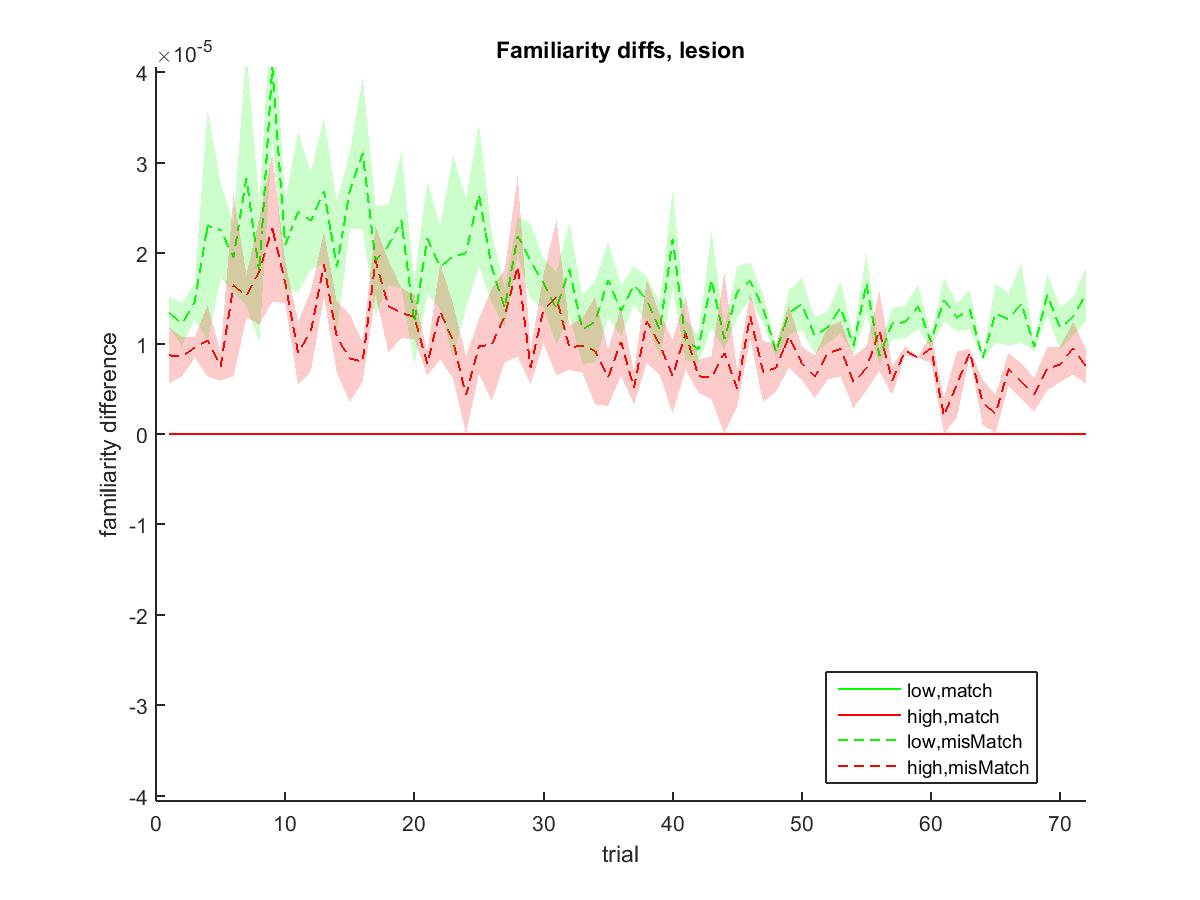 ×10-5
Familiarity diffs, lesion
4
3
2
1
0
-1
-2
-3
-4
familiarity difference
low,match
high,match
low,misMatch
high,misMatch
0 10 20 30 40 50 60 70
trial